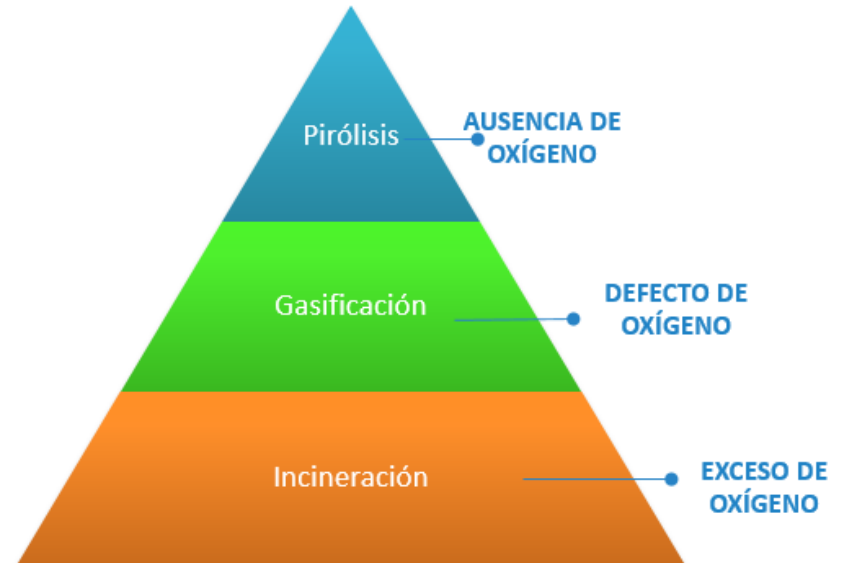 Pirólisis
AUSENCIA DE
OXÍGENO
Gasificación
DEFECTO DE
OXÍGENO
Incineración
EXCESO DE
OXÍGENO